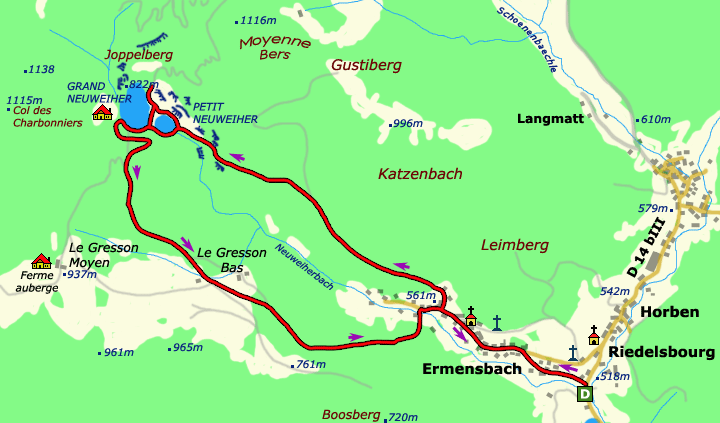 1116m
Moyenne
Bers
Schoenenbaechle
Joppelberg
Gustiberg
1138
822m
GRAND
NEUWEIHER
1115m
Col des
Charbonniers
PETIT
NEUWEIHER
996m
Langmatt
610m
Katzenbach
579m
D 14 bIII
Leimberg
Le Gresson
Moyen
Le Gresson
Bas
Neuweiherbach
Ferme
auberge
937m
561m
542m
Horben
Riedelsbourg
961m
965m
761m
Ermensbach
518m
D
Boosberg
720m